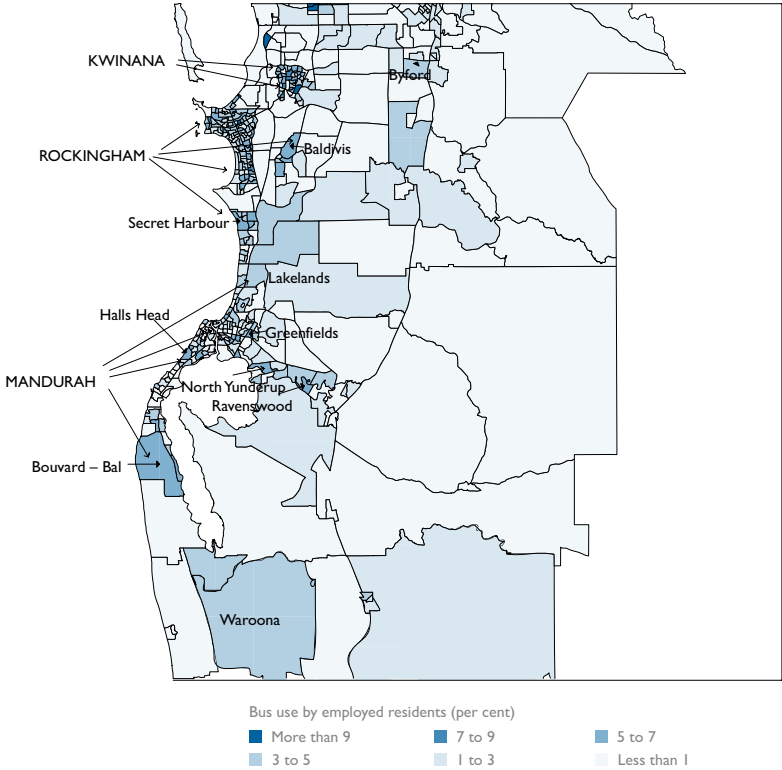 KWINANA
Byford
ROCKINGHAM
Baldivis
Secret Harbour
Lakelands
Halls Head
Greenfields
MANDURAH
North Yunderup
Ravenswood
Bouvard – Bal
Waroona
Bus use by employed residents (per cent)
More than 9 7 to 9 5 to 7
3 to 5 1 to 3 Less than 1